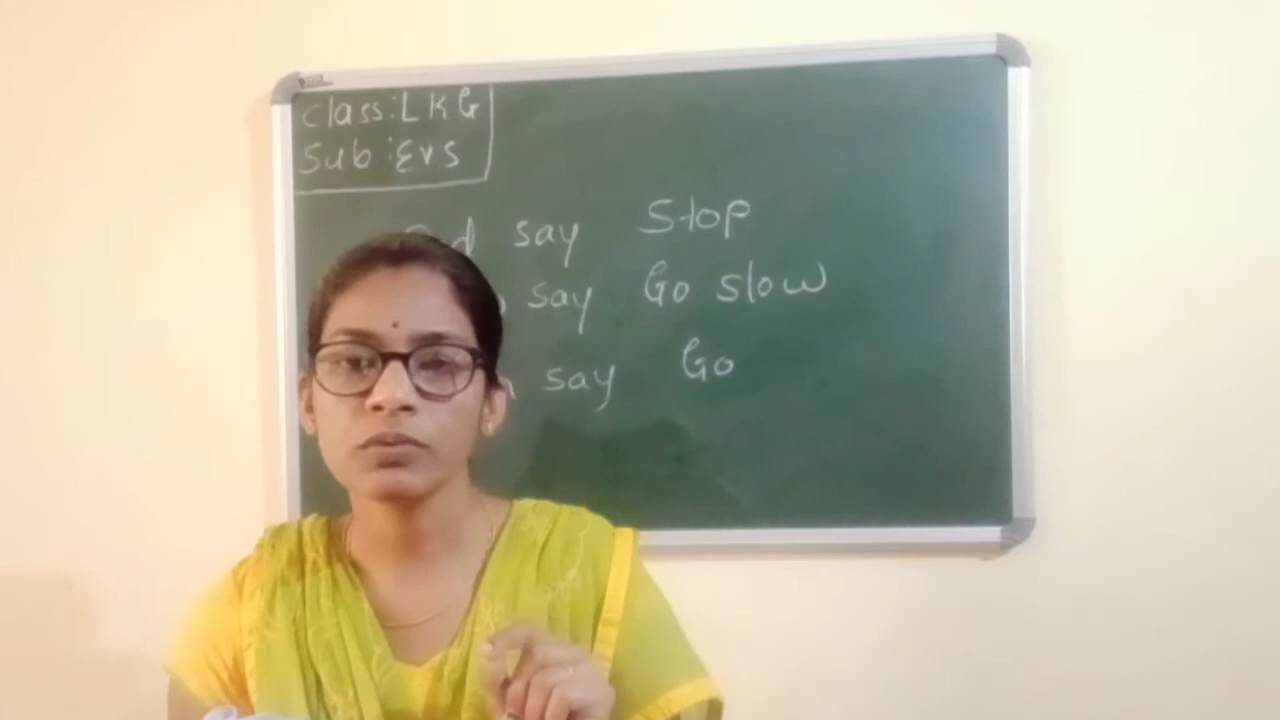 class: LKG
Sub : EVS
say Stop
say Go slow
say Go